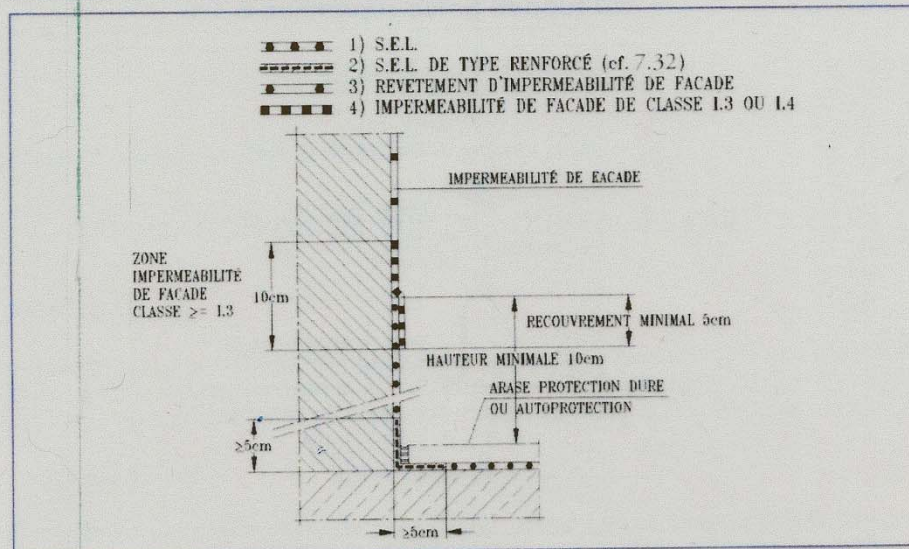 1) S.E.L.
2) S.E.L. DE TYPE RENFORCÉ (cf. 7.32)
3) REVETEMENT D'IMPERMEABILITÉ DE FACADE
4) IMPERMEABILITÉ DE FACADE DE CLASSE I.3 OU I.4
IMPERMEABILITÉ DE EACADE
ZONE
IMPERMEABILITÉ
DE FACADE
CLASSE >= I.3
10cm
RECOUVREMENT MINIMAL 5cm
HAUTEUR MINIMALE 10cm
ARASE PROTECTION DURE
OU AUTOPROTECTION
≥5cm
≥5cm